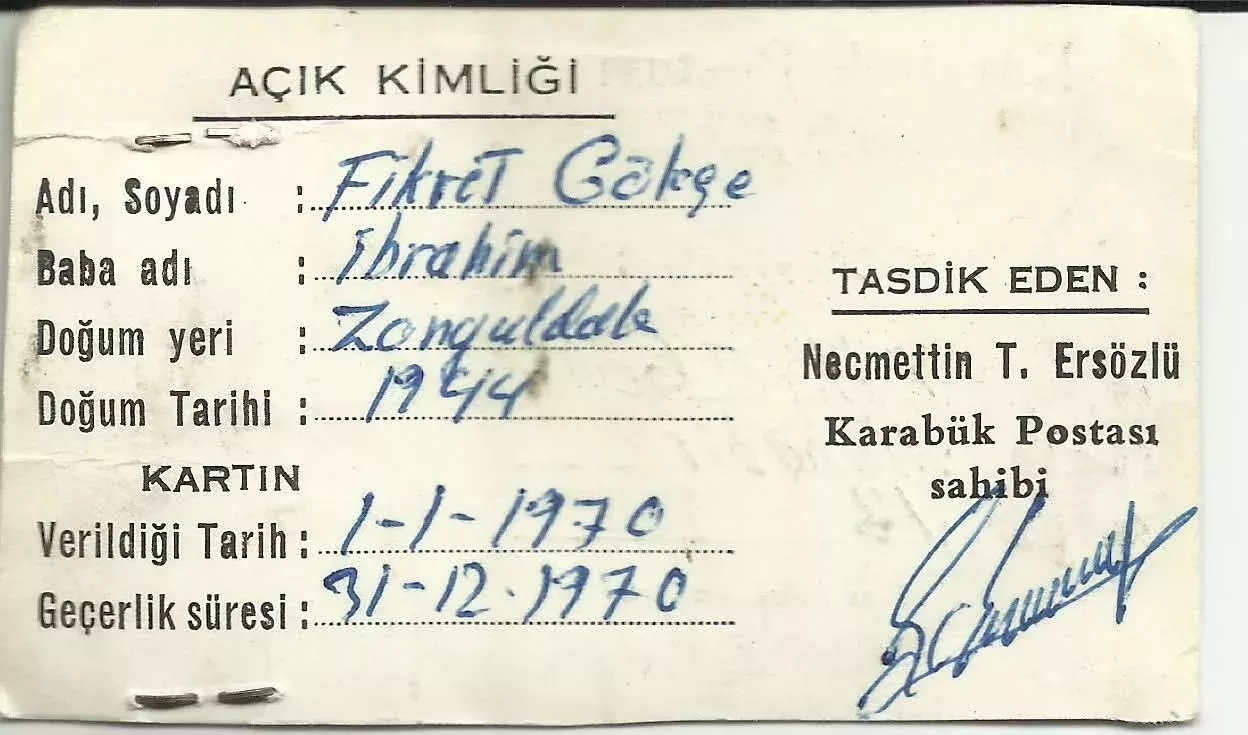 AÇIK KİMLİĞİ
Adı, Soyadı : Fikret Gökçe
Baba adı : İbrahim
Doğum yeri : Zonguldak
Doğum Tarihi : 1944
KARTIN
Verildiği Tarih : 1-1-1970
Geçerlik süresi : 31-12-1970
TASDİK EDEN :
Necmettin T. Ersözlü
Karabük Postası
sahibi